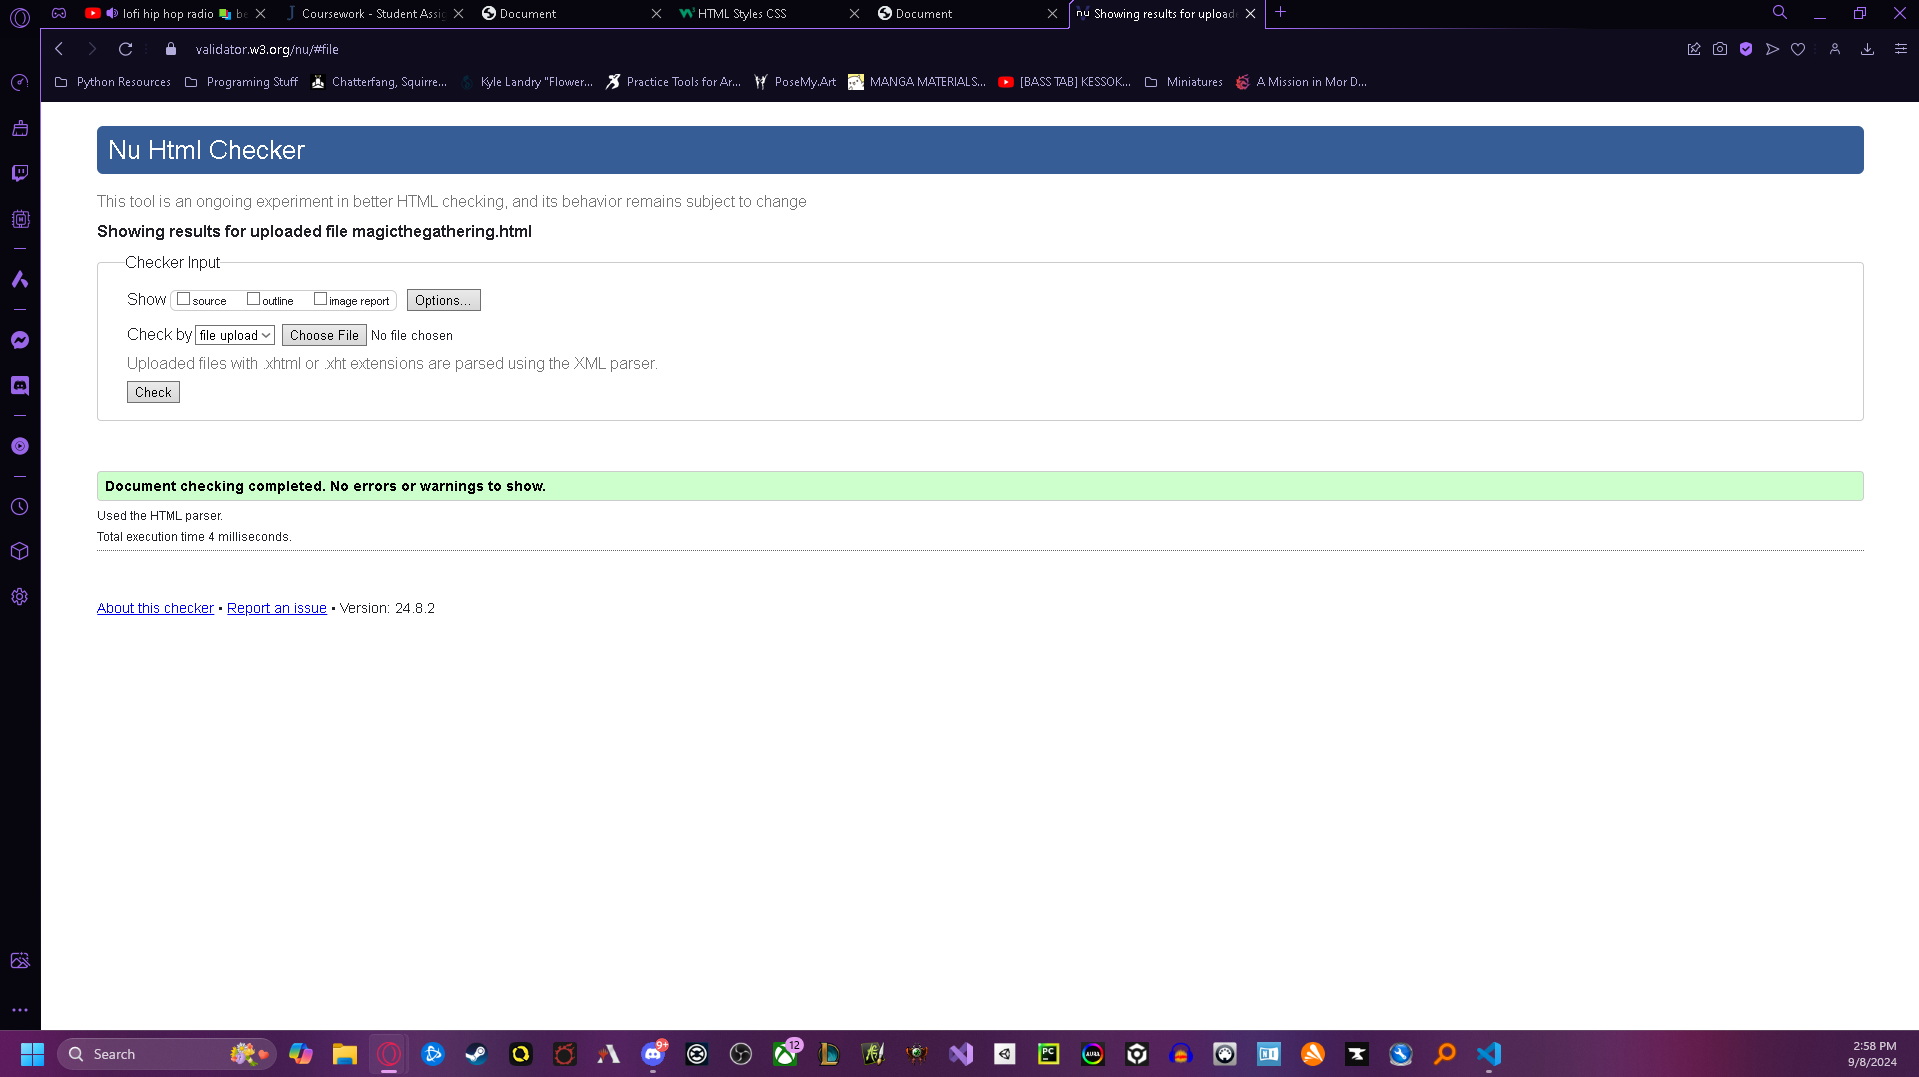 lofi hip hop radio be
Coursework - Student Assig
Document
HTML Styles CSS
Document
nu Showing results for upload
validator.w3.org/nu/#file
Python Resources
Programing Stuff
Chatterfang, Squirre...
Kyle Landry "Flower...
Practice Tools for Ar...
PoseMy.Art
MANGA MATERIALS...
[BASS TAB] KESSOK...
Miniatures
A Mission in Mor D...
Nu Html Checker
This tool is an ongoing experiment in better HTML checking, and its behavior remains subject to change
Showing results for uploaded file magicthegathering.html
Checker Input
Show source outline image report Options...
Check by file upload Choose File No file chosen
Uploaded files with .xhtml or .xht extensions are parsed using the XML parser.
Check
Document checking completed. No errors or warnings to show.
Used the HTML parser.
Total execution time 4 milliseconds.
About this checker • Report an issue • Version: 24.8.2
Search
9+
12
PC
2:58 PM
9/8/2024